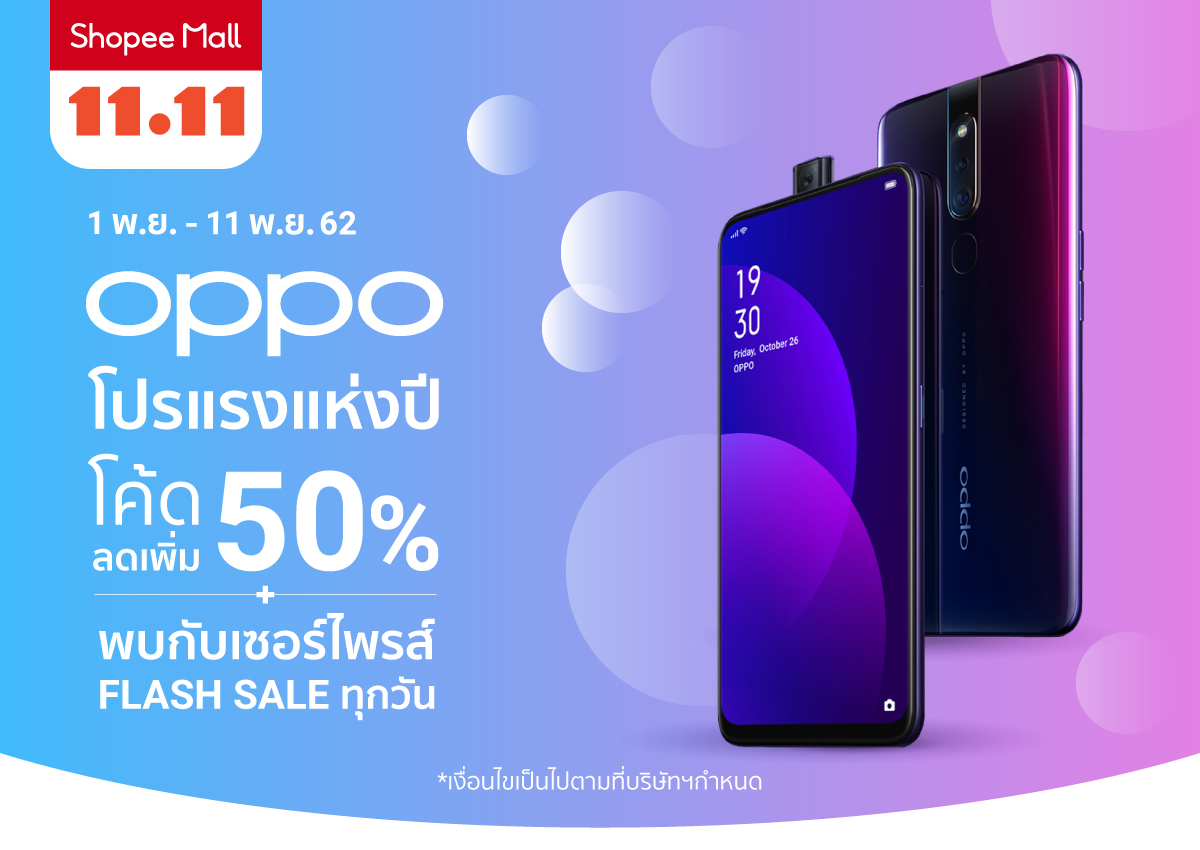 Shopee Mall
11.11
1 พ.ย. - 11 พ.ย. 62
oppo
โปรแรงแห่งปี
โค้ด
ลดเพิ่ม
50%
+
พบกับเซอร์ไพรส์
FLASH SALE ทุกวัน
19
30
Friday, October 26
OPPO
DESIGNED BY OPPO
oppo
*เงื่อนไขเป็นไปตามที่บริษัทฯกำหนด